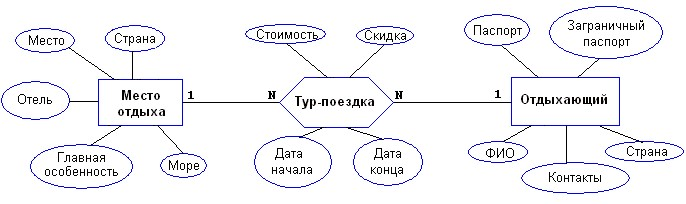 Место
Страна
Отель
Место
отдыха
Главная
особенность
Море
1
N
Стоимость
Скидка
Тур-поездка
Дата
начала
Дата
конца
N
1
Паспорт
Заграничный
паспорт
Отдыхающий
ФИО
Контакты
Страна